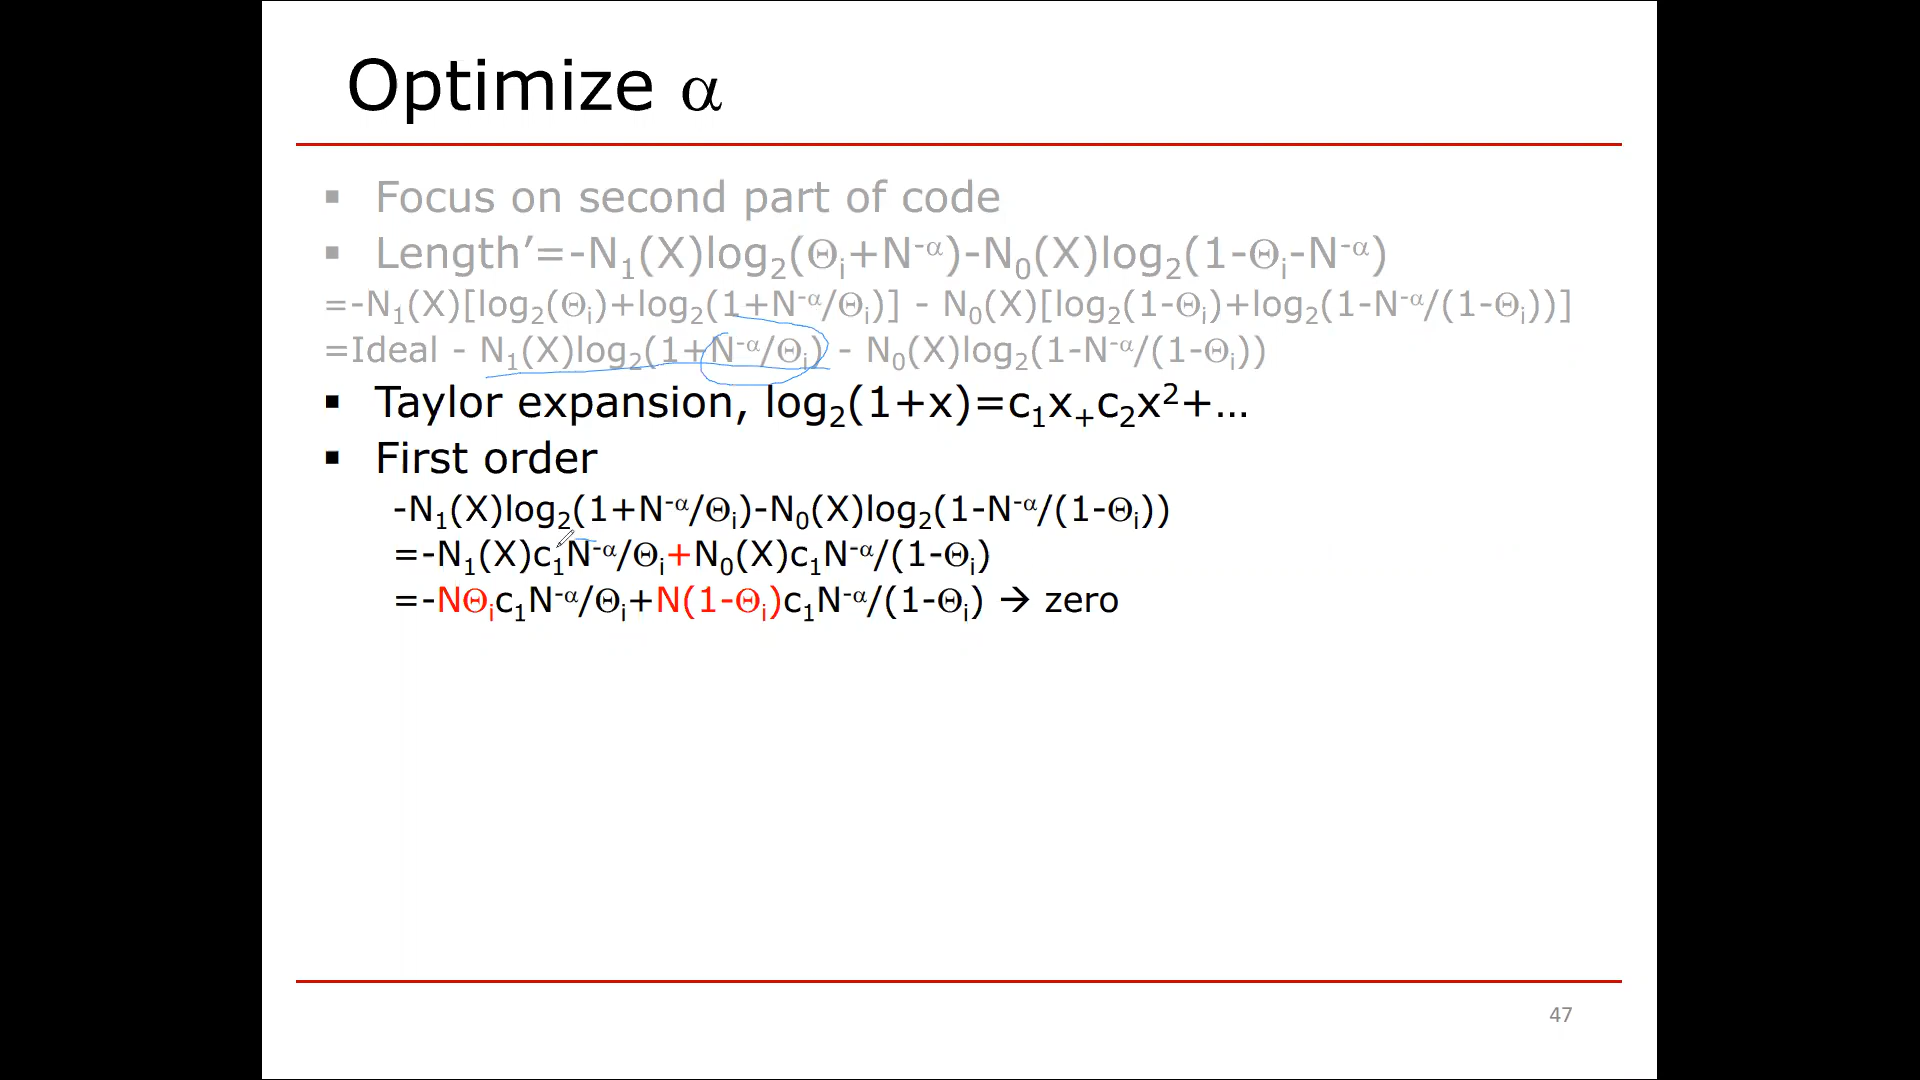 Optimize α
▪ Focus on second part of code
▪ Length’=-N₁(X)log₂(Θᵢ+N⁻ᵅ)-N₀(X)log₂(1-Θᵢ-N⁻ᵅ)
=-N₁(X)[log₂(Θᵢ)+log₂(1+N⁻ᵅ/Θᵢ)] - N₀(X)[log₂(1-Θᵢ)+log₂(1-N⁻ᵅ/(1-Θᵢ))]
=Ideal - N₁(X)log₂(1+N⁻ᵅ/Θᵢ) - N₀(X)log₂(1-N⁻ᵅ/(1-Θᵢ))
▪ Taylor expansion, log₂(1+x)=c₁x₊c₂x²+…
▪ First order
-N₁(X)log₂(1+N⁻ᵅ/Θᵢ)-N₀(X)log₂(1-N⁻ᵅ/(1-Θᵢ))
=-N₁(X)c₁N⁻ᵅ/Θᵢ+N₀(X)c₁N⁻ᵅ/(1-Θᵢ)
=-NΘᵢc₁N⁻ᵅ/Θᵢ+N(1-Θᵢ)c₁N⁻ᵅ/(1-Θᵢ) → zero
47